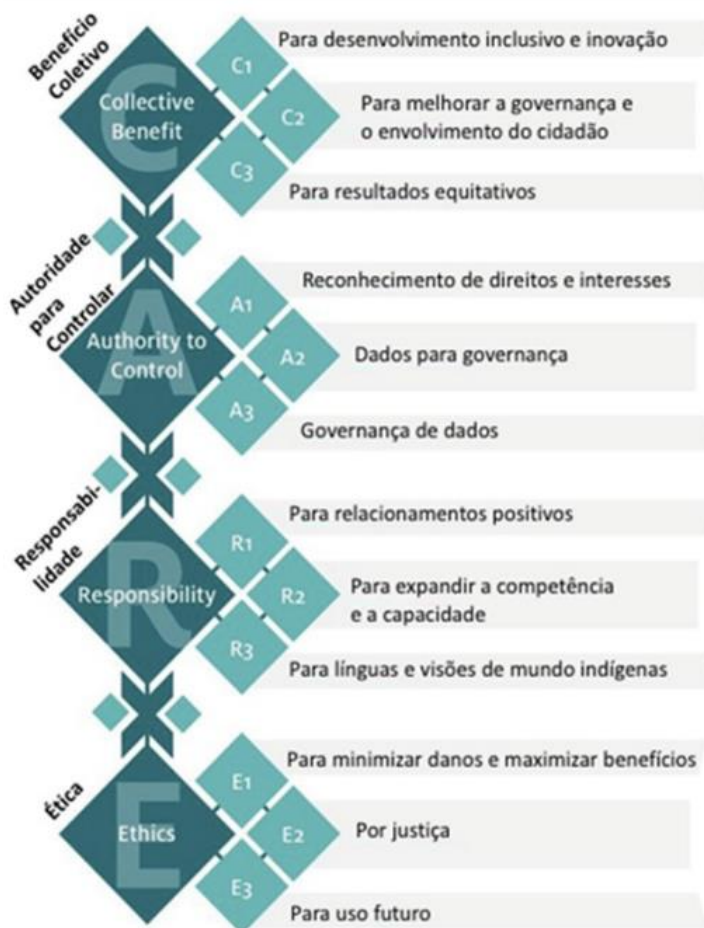 Benefício
Coletivo
C
Collective
Benefit
C1
Para desenvolvimento inclusivo e inovação
C2
Para melhorar a governança e
o envolvimento do cidadão
C3
Para resultados equitativos
Autoridade
para
Controlar
A
Authority to
Control
A1
Reconhecimento de direitos e interesses
A2
Dados para governança
A3
Governança de dados
Responsabi-
lidade
R
Responsibility
R1
Para relacionamentos positivos
R2
Para expandir a competência
e a capacidade
R3
Para línguas e visões de mundo indígenas
Ética
E
Ethics
E1
Para minimizar danos e maximizar benefícios
E2
Por justiça
E3
Para uso futuro